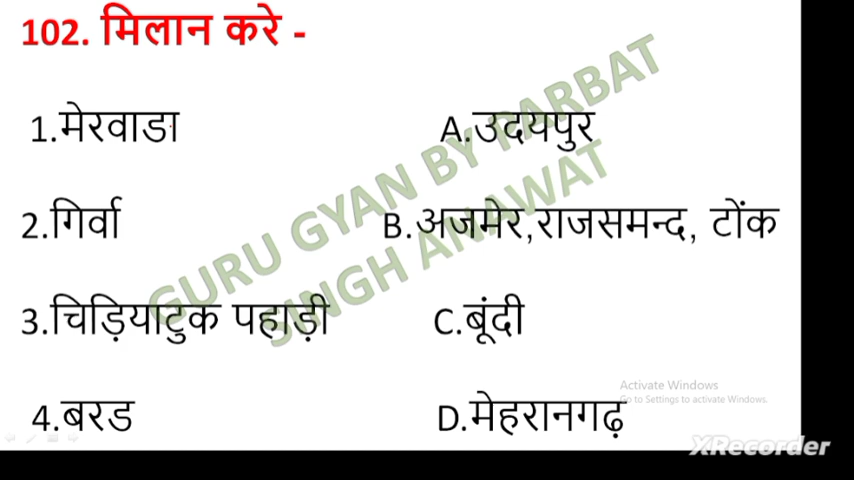 102. मिलान करे -
1.मेरवाडा
A.उदयपुर
2.गिर्वा
B.अजमेर,राजसमन्द, टोंक
3.चिड़ियाटुक पहाड़ी
C.बूंदी
4.बरड
D.मेहरानगढ़
GURU GYAN BY PARBAT
SINGH ANAWAT
Activate Windows
Go to Settings to activate Windows.
XRecorder